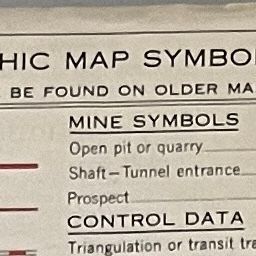 HIC MAP SYMBO
BE FOUND ON OLDER MA
MINE SYMBOLS
Open pit or quarry
Shaft–Tunnel entrance
Prospect
CONTROL DATA
Triangulation or transit tra